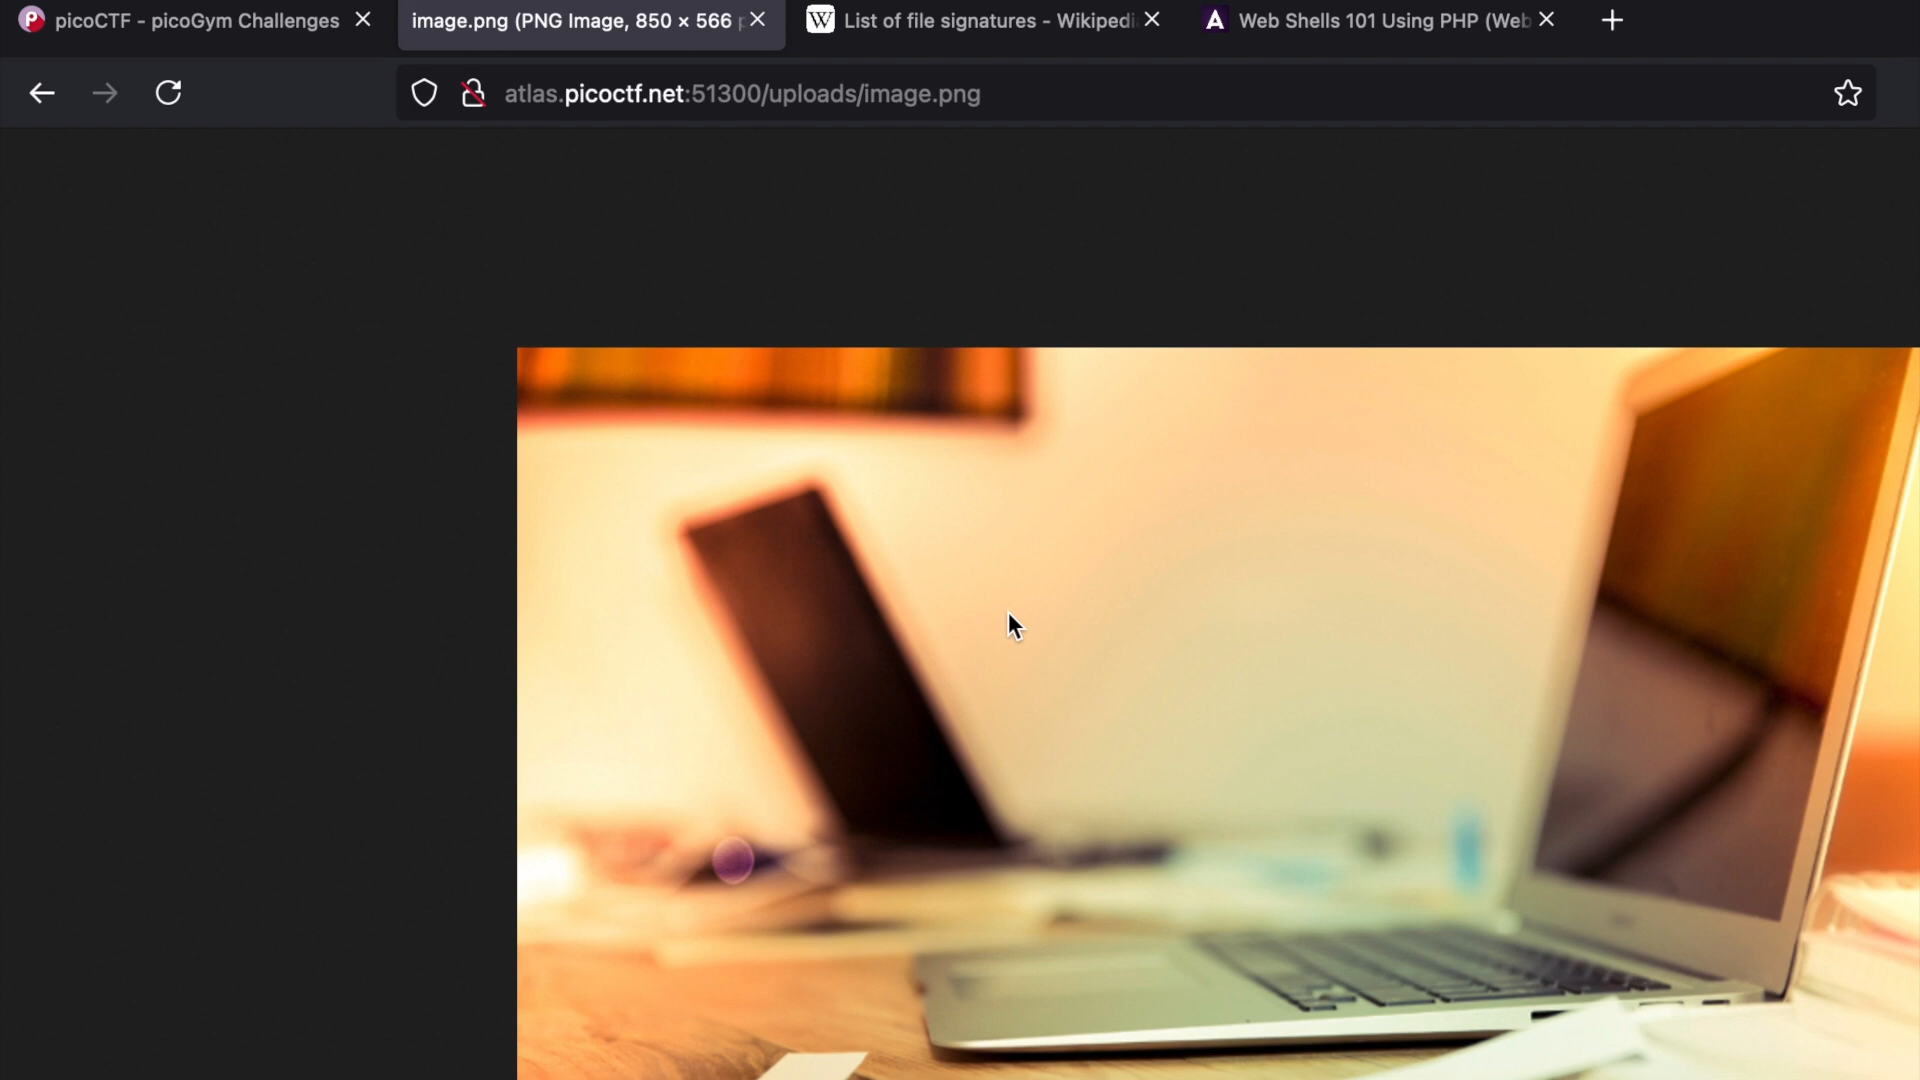 P picoCTF - picoGym Challenges
image.png (PNG Image, 850 × 566
W List of file signatures - Wikipedi
A Web Shells 101 Using PHP (Web
atlas.picoctf.net:51300/uploads/image.png